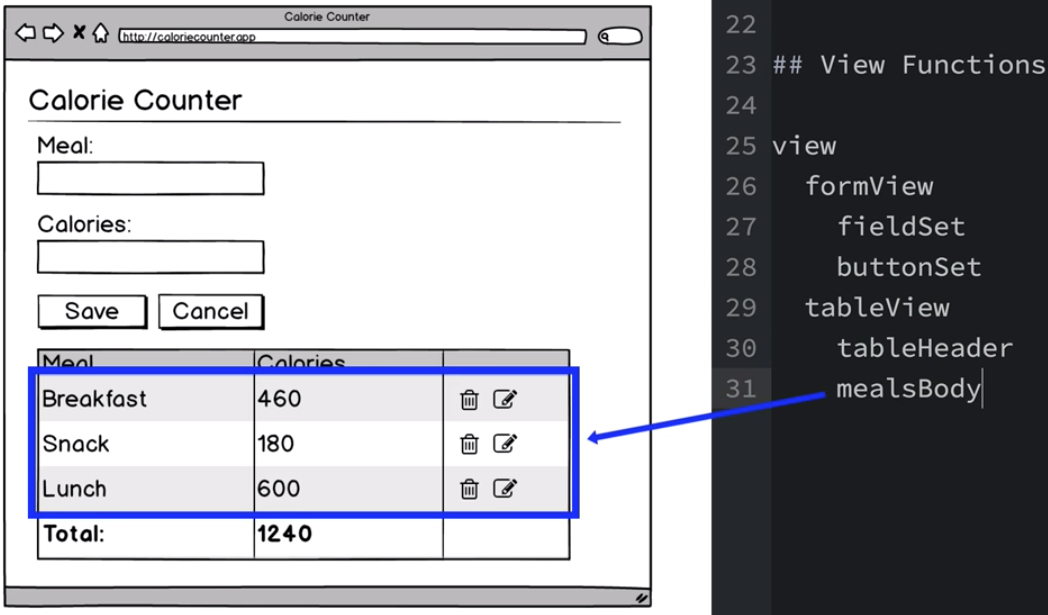 Calorie Counter
http://caloriecounter.app
Calorie Counter
Meal:
Calories:
Save Cancel
Meal Calories
Breakfast 460
Snack 180
Lunch 600
Total: 1240
22
23 ## View Functions
24
25 view
26 formView
27 fieldSet
28 buttonSet
29 tableView
30 tableHeader
31 mealsBody